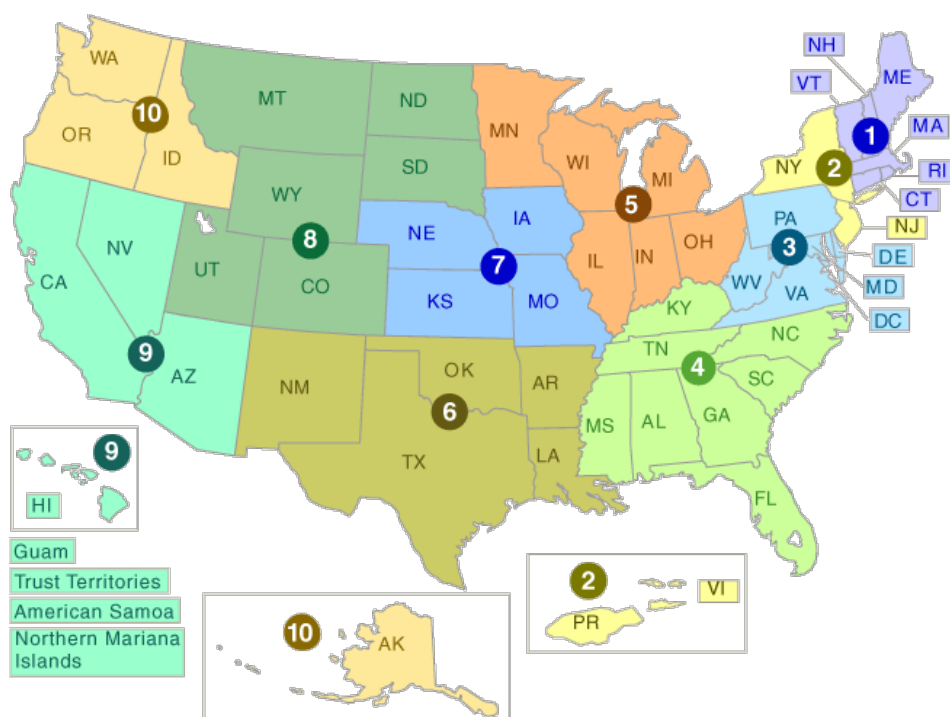 NH
WA
VT
ME
MT
ND
10
MN
MA
OR
1
WI
ID
SD
NY
2
RI
MI
WY
5
CT
IA
PA
NJ
NE
8
OH
3
NV
IL
IN
DE
UT
7
CA
CO
WV
MD
KS
MO
VA
KY
DC
NC
TN
9
4
OK
AZ
SC
NM
AR
6
GA
MS
AL
9
LA
TX
FL
HI
Guam
2
Trust Territories
VI
American Samoa
PR
10
Northern Mariana
AK
Islands